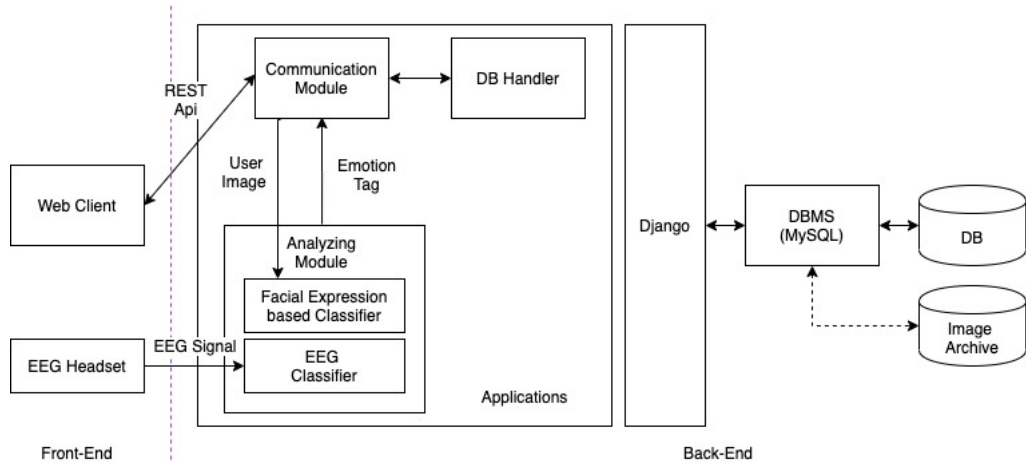 Communication
Module
DB Handler
REST
Api
User
Image
Emotion
Tag
Web Client
Analyzing
Module
Facial Expression
based Classifier
EEG Headset
EEG Signal
EEG
Classifier
Applications
Django
DBMS
(MySQL)
DB
Image
Archive
Front-End
Back-End